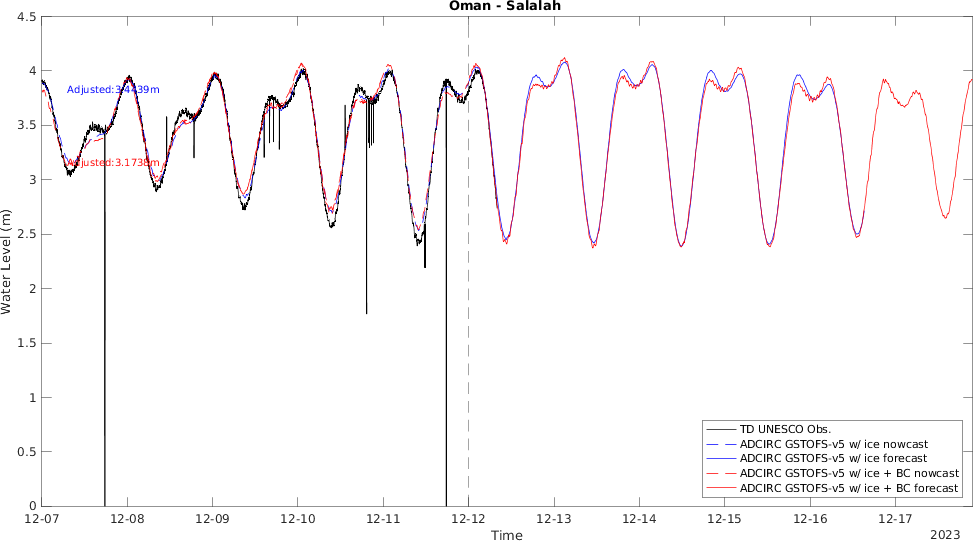 Oman - Salalah
4.5
4
3.5
3
2.5
2
1.5
1
0.5
0
Water Level (m)
Adjusted:3.4439m
Adjusted:3.1738m
TD UNESCO Obs.
ADCIRC GSTOFS-v5 w/ ice nowcast
ADCIRC GSTOFS-v5 w/ ice forecast
ADCIRC GSTOFS-v5 w/ ice + BC nowcast
ADCIRC GSTOFS-v5 w/ ice + BC forecast
12-07 12-08 12-09 12-10 12-11 12-12 12-13 12-14 12-15 12-16 12-17
Time
2023